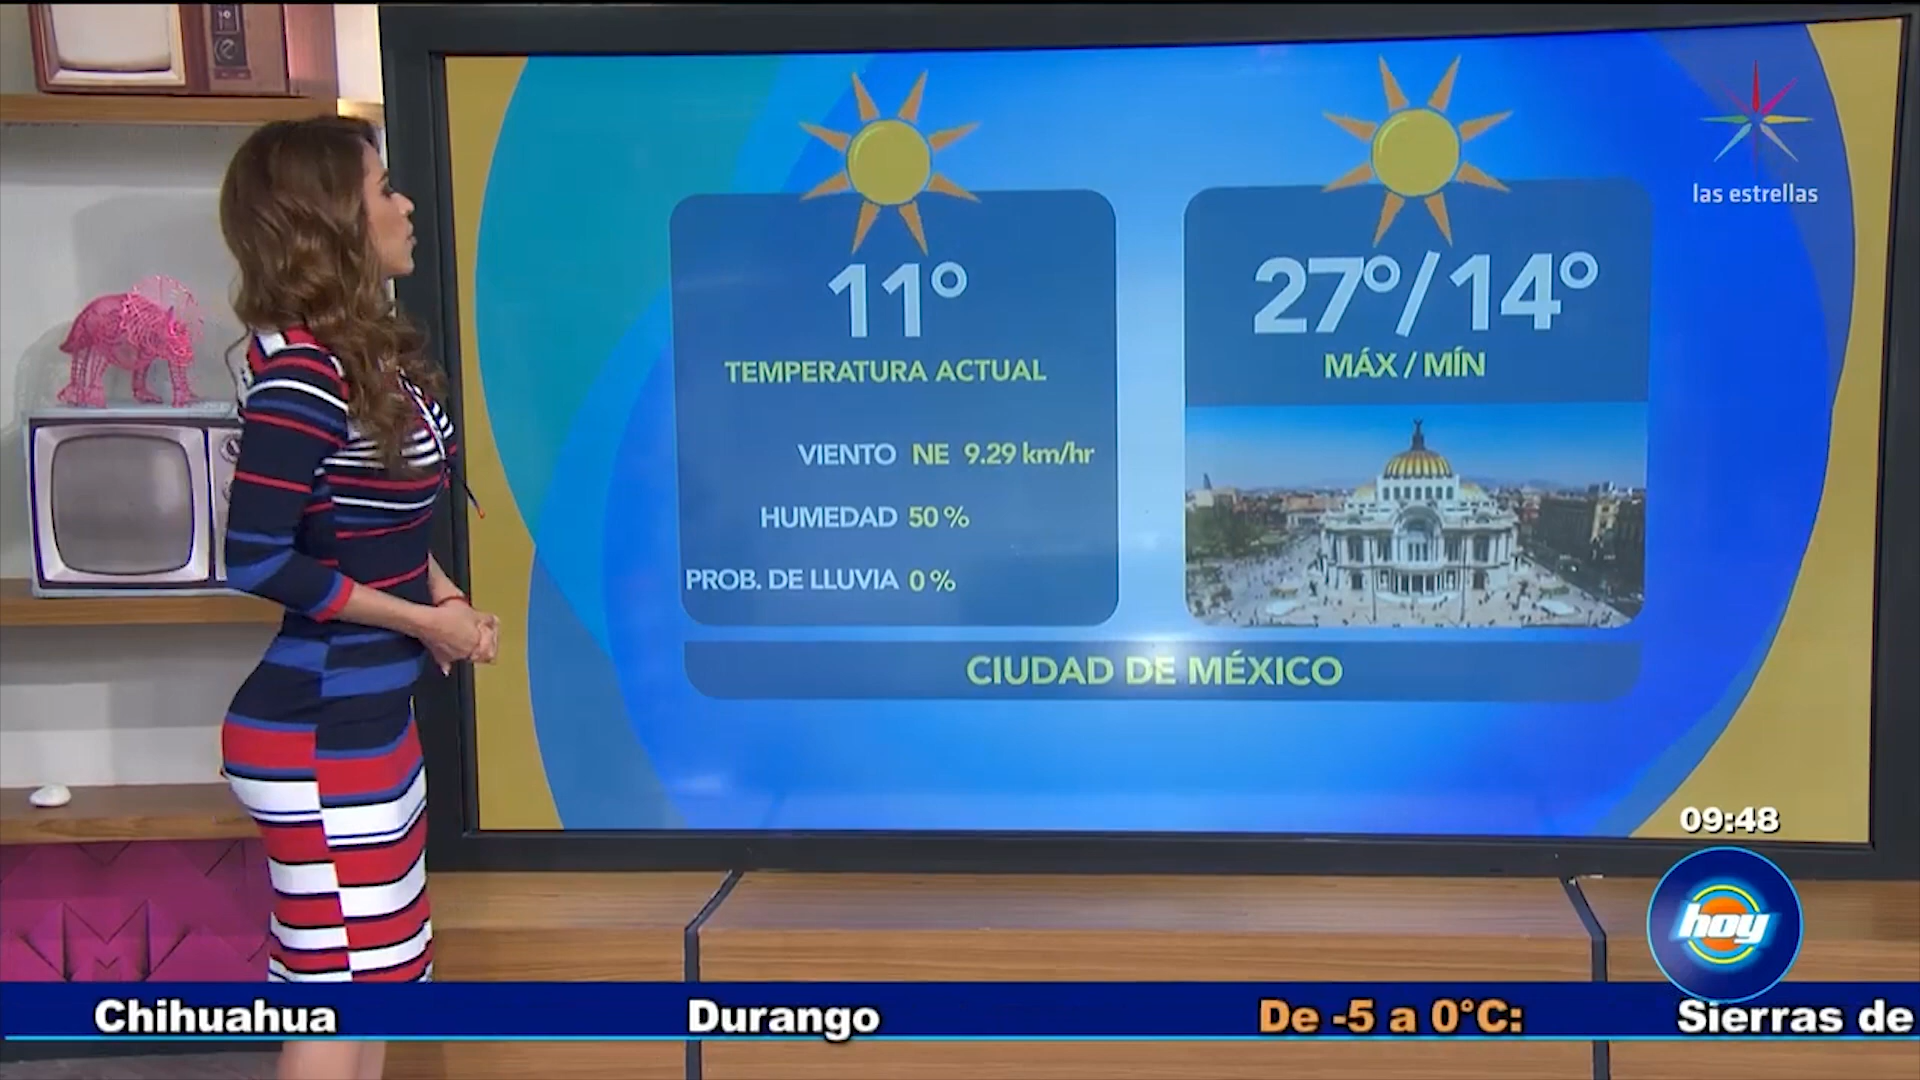 las estrellas
11°
TEMPERATURA ACTUAL
VIENTO NE 9.29 km/hr
HUMEDAD 50 %
PROB. DE LLUVIA 0 %
27°/14°
MÁX / MÍN
CIUDAD DE MÉXICO
09:48
hoy
Chihuahua Durango De -5 a 0°C: Sierras de